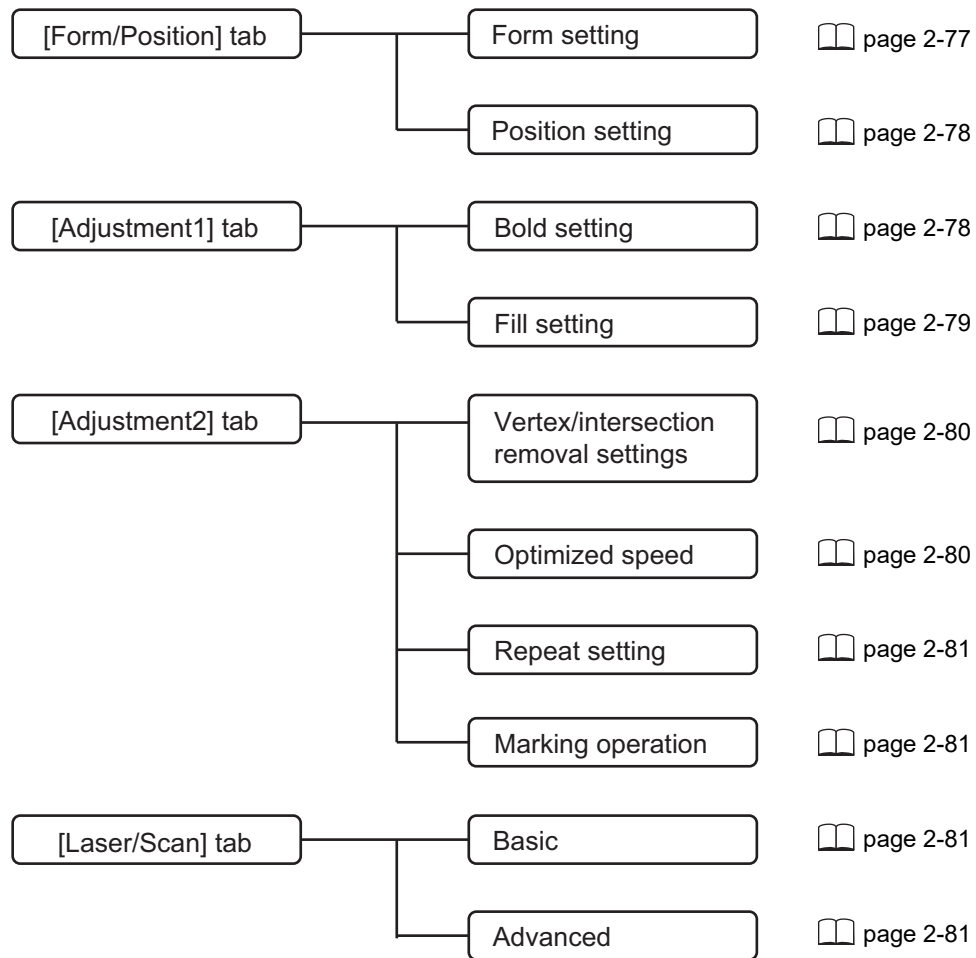 [Form/Position] tab
Form setting
page 2-77
Position setting
page 2-78
[Adjustment1] tab
Bold setting
page 2-78
Fill setting
page 2-79
[Adjustment2] tab
Vertex/intersection
removal settings
page 2-80
Optimized speed
page 2-80
Repeat setting
page 2-81
Marking operation
page 2-81
[Laser/Scan] tab
Basic
page 2-81
Advanced
page 2-81